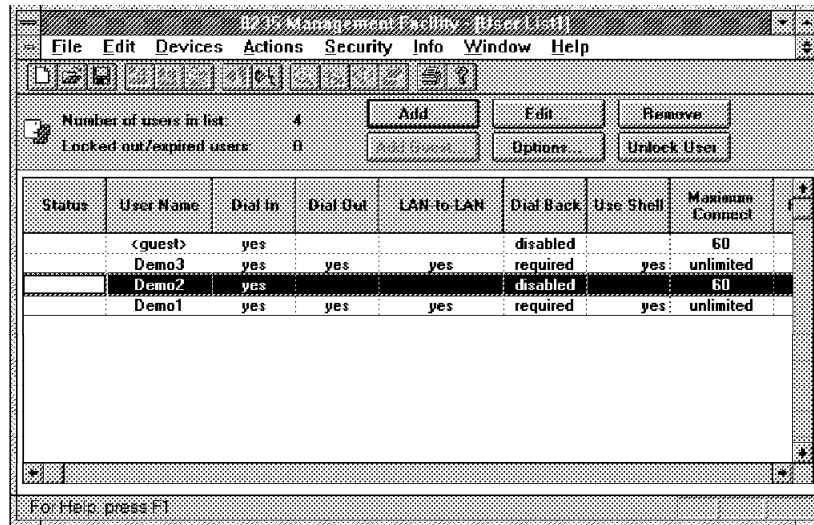 8235 Management Facility - [User List1]
File Edit Devices Actions Security Info Window Help
Number of users in list: 4
Locked out/expired users: 0
Add... Edit... Remove
Add Guest... Options... Unlock User
Status User Name Dial In Dial Out LAN-to-LAN Dial Back Use Shell Maximum Connect
<guest> yes disabled 60
Demo3 yes yes yes required yes unlimited
Demo2 yes disabled 60
Demo1 yes yes yes required yes unlimited
For Help, press F1